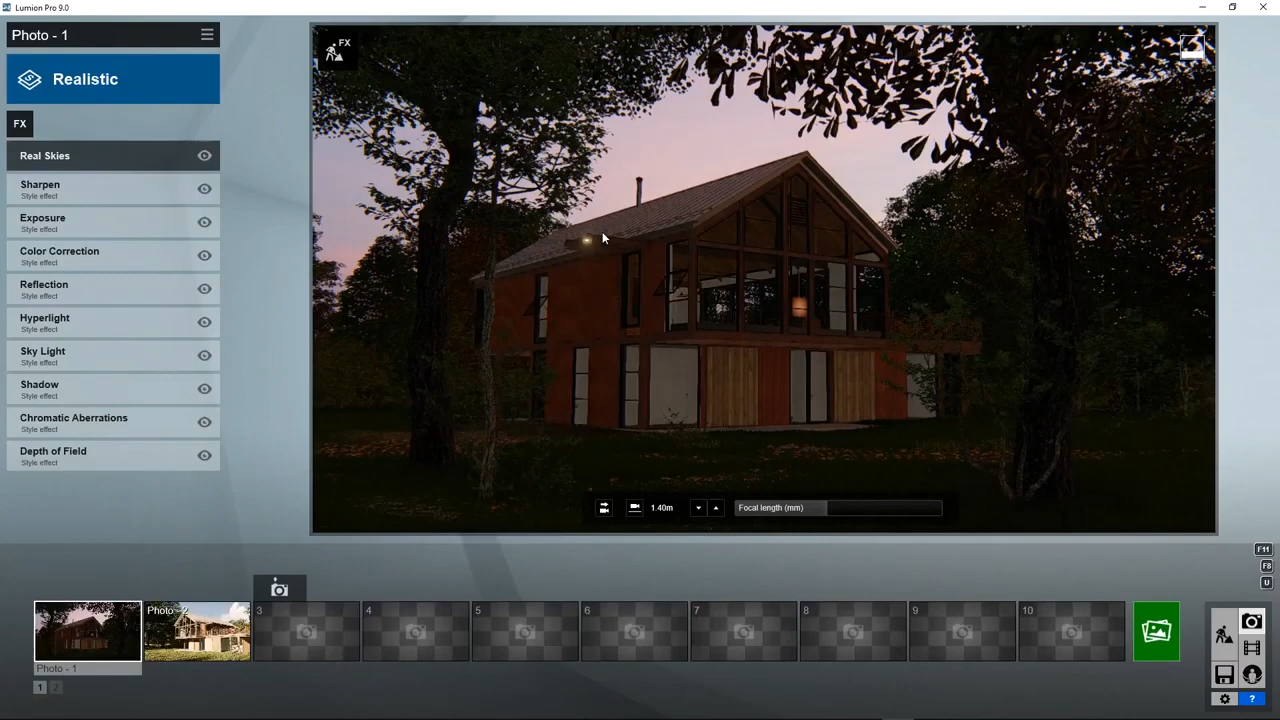 Lumion Pro 9.0
Photo - 1
Realistic
FX
Real Skies
Sharpen
Style effect
Exposure
Style effect
Color Correction
Style effect
Reflection
Style effect
Hyperlight
Style effect
Sky Light
Style effect
Shadow
Style effect
Chromatic Aberrations
Style effect
Depth of Field
Style effect
FX
1.40m
Focal length (mm)
F11
F8
U
Photo - 2
3
4
5
6
7
8
9
10
Photo - 1
1
2
?